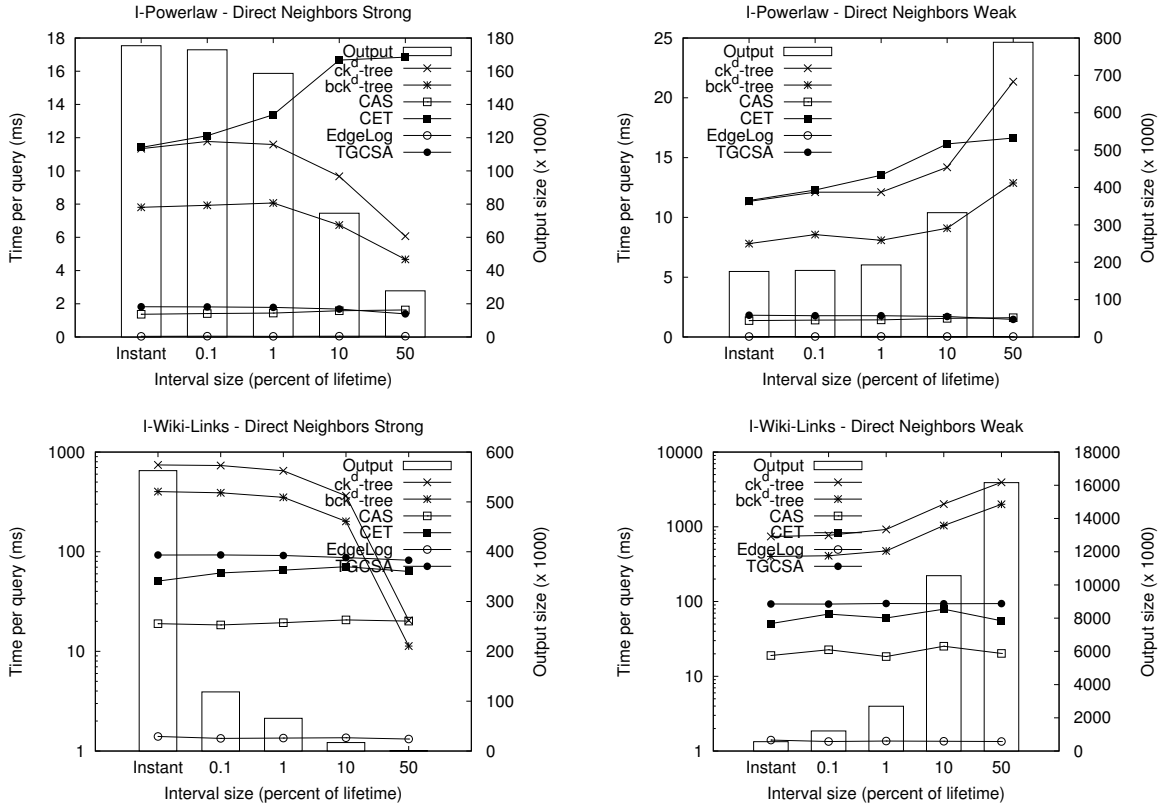 I-Powerlaw - Direct Neighbors Strong
Time per query (ms)
18
16
14
12
10
8
6
4
2
0
Output
ck^d-tree
bck^d-tree
CAS
CET
EdgeLog
TGCSA
180
160
140
120
100
80
60
40
20
0
Output size (x 1000)
Instant 0.1 1 10 50
Interval size (percent of lifetime)
I-Powerlaw - Direct Neighbors Weak
Time per query (ms)
25
20
15
10
5
0
Output
ck^d-tree
bck^d-tree
CAS
CET
EdgeLog
TGCSA
800
700
600
500
400
300
200
100
0
Output size (x 1000)
Instant 0.1 1 10 50
Interval size (percent of lifetime)
I-Wiki-Links - Direct Neighbors Strong
Time per query (ms)
1000
100
10
1
Output
ck^d-tree
bck^d-tree
CAS
CET
EdgeLog
TGCSA
600
500
400
300
200
100
0
Output size (x 1000)
Instant 0.1 1 10 50
Interval size (percent of lifetime)
I-Wiki-Links - Direct Neighbors Weak
Time per query (ms)
10000
1000
100
10
1
Output
ck^d-tree
bck^d-tree
CAS
CET
EdgeLog
TGCSA
18000
16000
14000
12000
10000
8000
6000
4000
2000
0
Output size (x 1000)
Instant 0.1 1 10 50
Interval size (percent of lifetime)